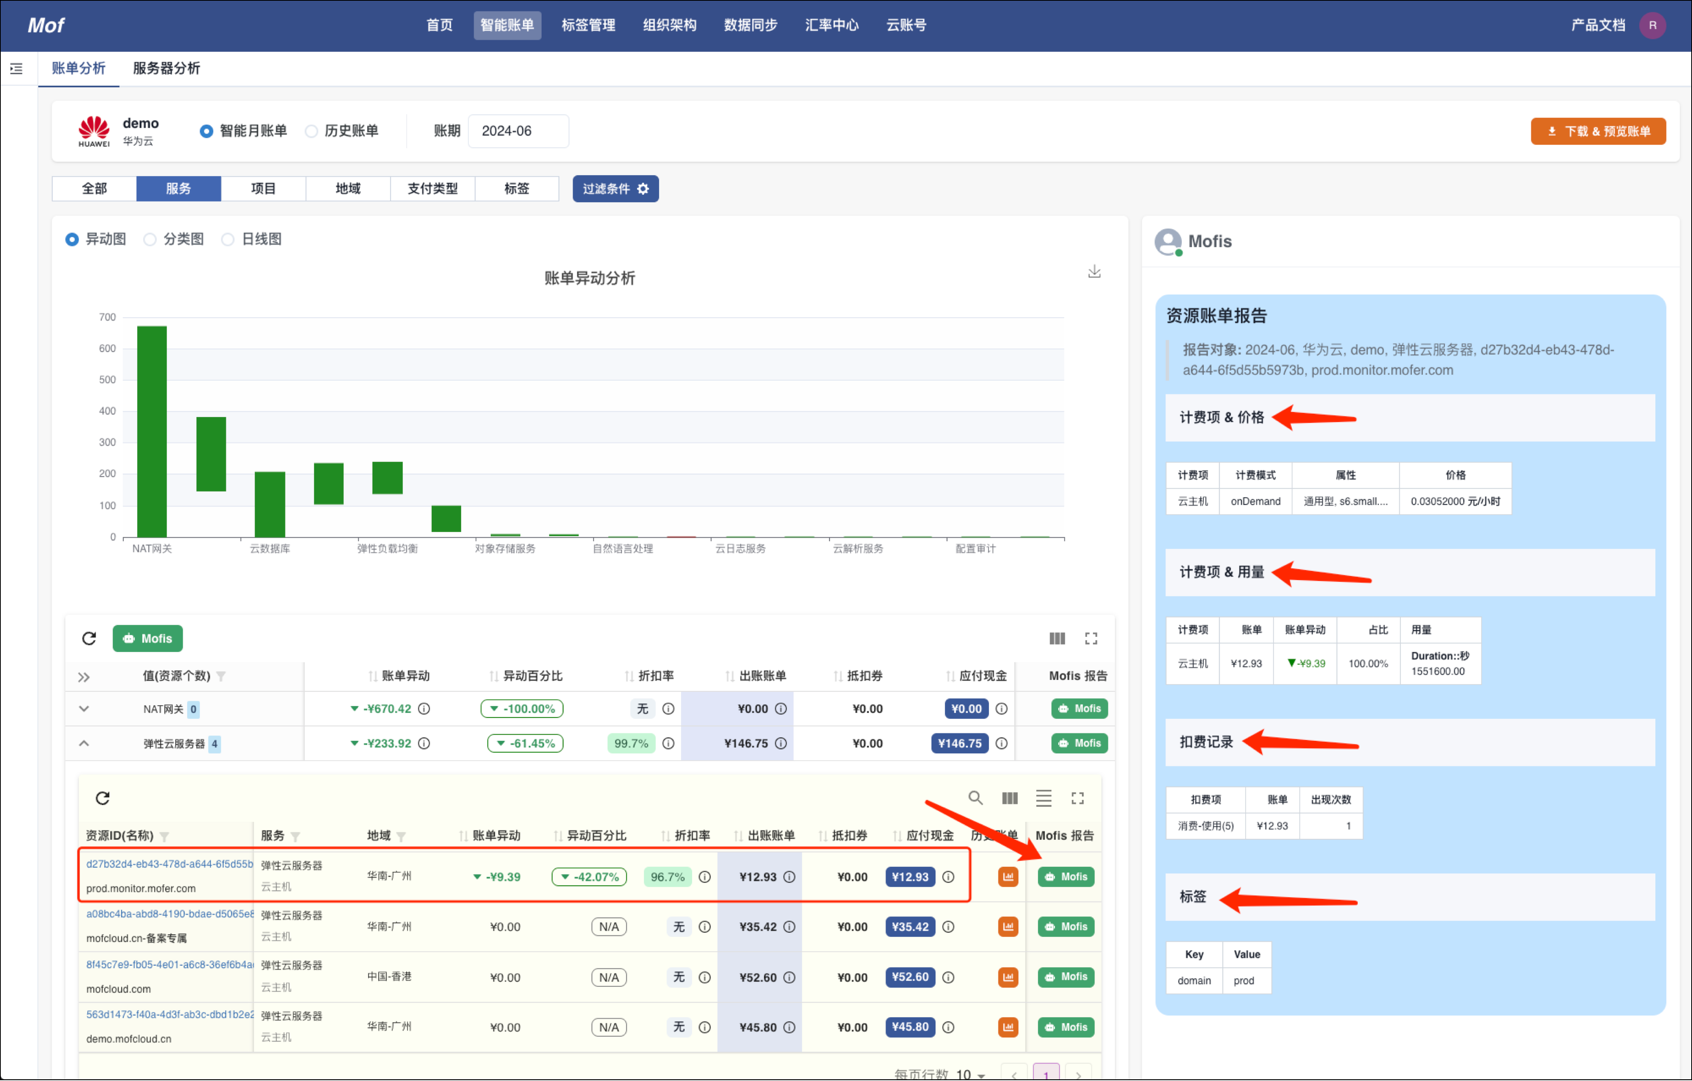 Mof
首页 智能账单 标签管理 组织架构 数据同步 汇率中心 云账号 产品文档 R
账单分析 服务器分析
HUAWEI demo 华为云 智能月账单 历史账单 账期 2024-06 下载 & 预览账单
全部 服务 项目 地域 支付类型 标签 过滤条件
异动图 分类图 日线图
账单异动分析
700
600
500
400
300
200
100
0
NAT网关 云数据库 弹性负载均衡 对象存储服务 自然语言处理 云日志服务 云解析服务 配置审计
Mofis
值(资源个数) 账单异动 异动百分比 折扣率 出账账单 抵扣券 应付现金 Mofis 报告
NAT网关 0 -¥670.42 -100.00% 无 ¥0.00 ¥0.00 ¥0.00 Mofis
弹性云服务器 4 -¥233.92 -61.45% 99.7% ¥146.75 ¥0.00 ¥146.75 Mofis
资源ID(名称) 服务 地域 账单异动 异动百分比 折扣率 出账账单 抵扣券 应付现金 Mofis 报告
d27b32d4-eb43-478d-a644-6f5d55b 弹性云服务器
华南-广州 -¥9.39 -42.07% 96.7% ¥12.93 ¥0.00 ¥12.93 Mofis
prod.monitor.mofer.com 云主机
a08bc4ba-abd8-4190-bdae-d5065e8 弹性云服务器
华南-广州 ¥0.00 N/A 无 ¥35.42 ¥0.00 ¥35.42 Mofis
mofcloud.cn-备案专属 云主机
8f45c7e9-fb05-4e01-a6c8-36ef6b4a 弹性云服务器
中国-香港 ¥0.00 N/A 无 ¥52.60 ¥0.00 ¥52.60 Mofis
mofcloud.com 云主机
563d1473-f40a-4d3f-ab3c-dbd1b2e2 弹性云服务器
华南-广州 ¥0.00 N/A 无 ¥45.80 ¥0.00 ¥45.80 Mofis
demo.mofcloud.cn 云主机
每页行数 10 1
Mofis
资源账单报告
报告对象: 2024-06, 华为云, demo, 弹性云服务器, d27b32d4-eb43-478d-
a644-6f5d55b5973b, prod.monitor.mofer.com
计费项 & 价格
计费项 计费模式 属性 价格
云主机 onDemand 通用型, s6.small.... 0.03052000 元/小时
计费项 & 用量
计费项 账单 账单异动 占比 用量
云主机 ¥12.93 ▼-¥9.39 100.00% Duration::秒
1551600.00
扣费记录
扣费项 账单 出现次数
消费-使用(5) ¥12.93 1
标签
Key Value
domain prod